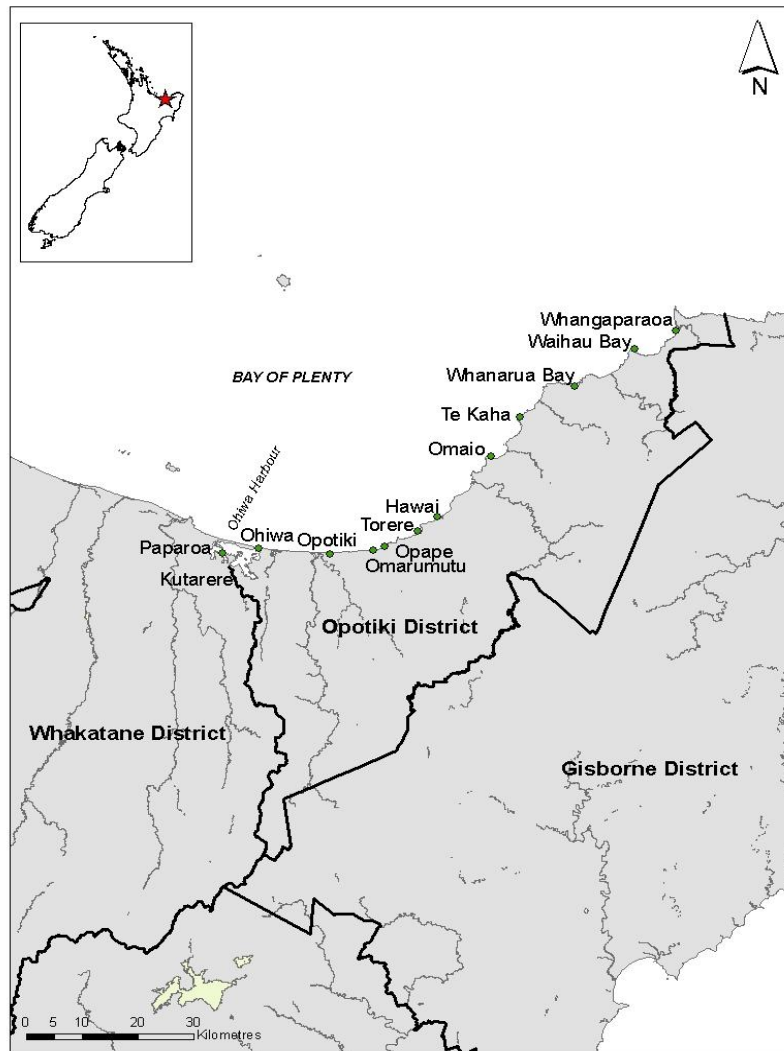 N
Whangaparaoa
Waihau Bay
BAY OF PLENTY
Whanarua Bay
Te Kaha
Omaio
Ohiwa Harbour
Hawai
Torere
Ohiwa
Opotiki
Opape
Paparoa
Omarumutu
Kutarere
Opotiki District
Whakatane District
Gisborne District
0 5 10 20 30
Kilometres